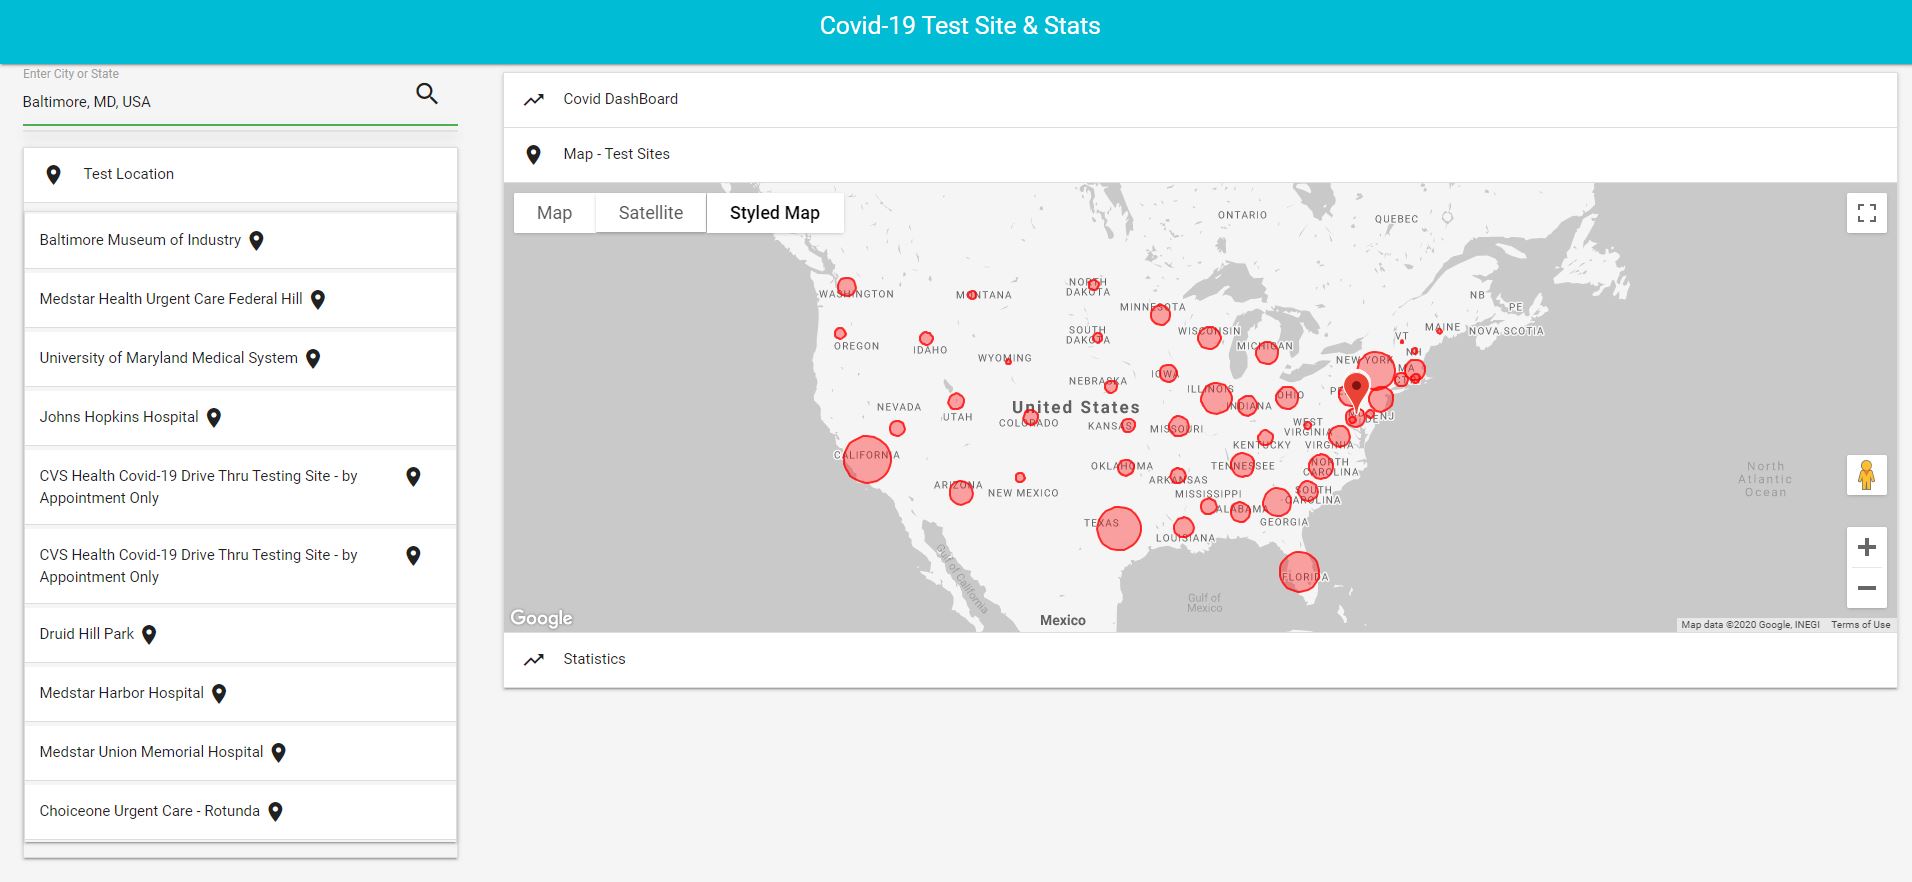 Covid-19 Test Site & Stats
Enter City or State
Baltimore, MD, USA
Test Location
Baltimore Museum of Industry
Medstar Health Urgent Care Federal Hill
University of Maryland Medical System
Johns Hopkins Hospital
CVS Health Covid-19 Drive Thru Testing Site - by
Appointment Only
CVS Health Covid-19 Drive Thru Testing Site - by
Appointment Only
Druid Hill Park
Medstar Harbor Hospital
Medstar Union Memorial Hospital
Choiceone Urgent Care - Rotunda
Covid DashBoard
Map - Test Sites
Map
Satellite
Styled Map
ONTARIO
QUEBEC
WASHINGTON
MONTANA
NORTH
DAKOTA
MINNESOTA
NB
PE
OREGON
IDAHO
WYOMING
SOUTH
DAKOTA
WISCONSIN
MICHIGAN
VT
MAINE
NOVA SCOTIA
NH
NEW YORK
MA
NEBRASKA
IOWA
ILLINOIS
INDIANA
OHIO
NEVADA
UTAH
COLORADO
United States
KANSAS
MISSOURI
WEST
VIRGINIA
DE
NJ
KENTUCKY
VIRGINIA
CALIFORNIA
OKLAHOMA
TENNESSEE
NORTH
CAROLINA
ARIZONA
NEW MEXICO
ARKANSAS
MISSISSIPPI
SOUTH
CAROLINA
ALABAMA
GEORGIA
TEXAS
LOUISIANA
FLORIDA
Gulf of California
Gulf of
Mexico
Mexico
North
Atlantic
Ocean
Google
Map data ©2020 Google, INEGI
Terms of Use
Statistics